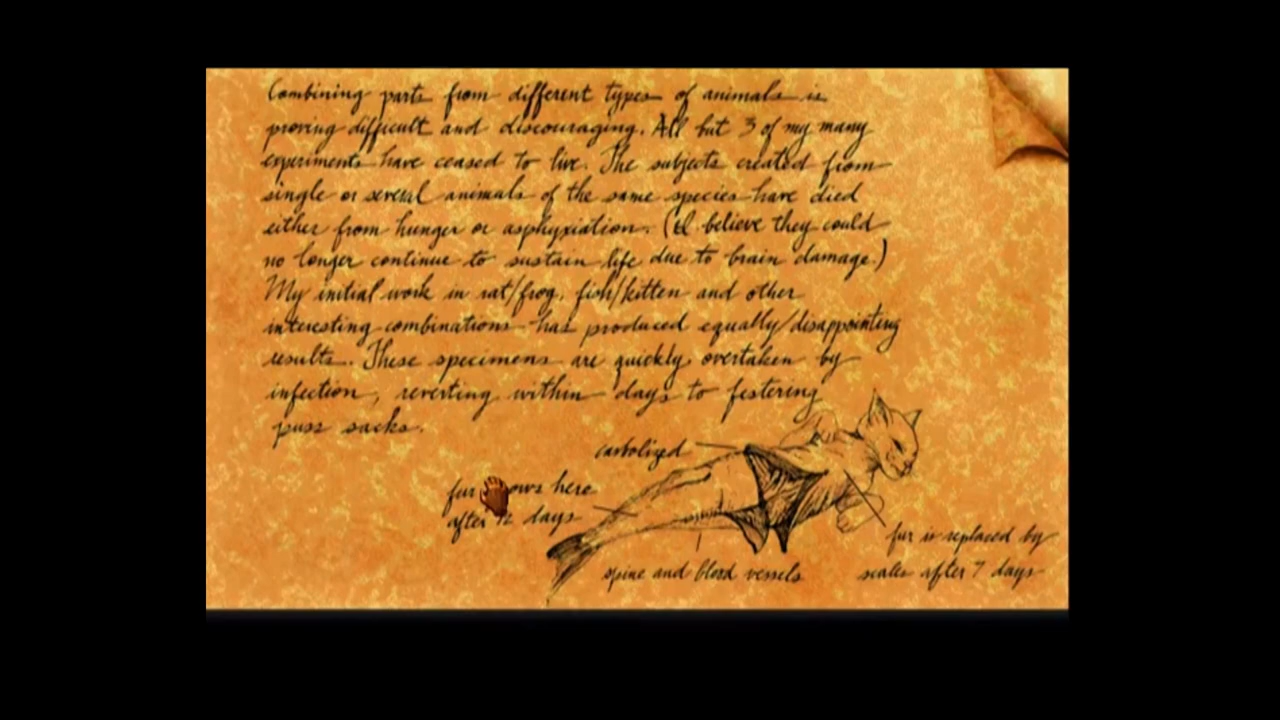 Combining parts from different types of animals is
proving difficult and discouraging. All but 3 of my many
experiments have ceased to live. The subjects created from
single or several animals of the same species have died
either from hunger or asphyxiation. (I believe they could
no longer continue to sustain life due to brain damage.)
My initial work in rat/frog, fish/kitten and other
interesting combinations has produced equally disappointing
results. These specimens are quickly overtaken by
infection, reverting within days to festering
puss sacks.
carbolized
fur ows here
after 12 days
spine and blood vessels
fur is replaced by
scales after 7 days